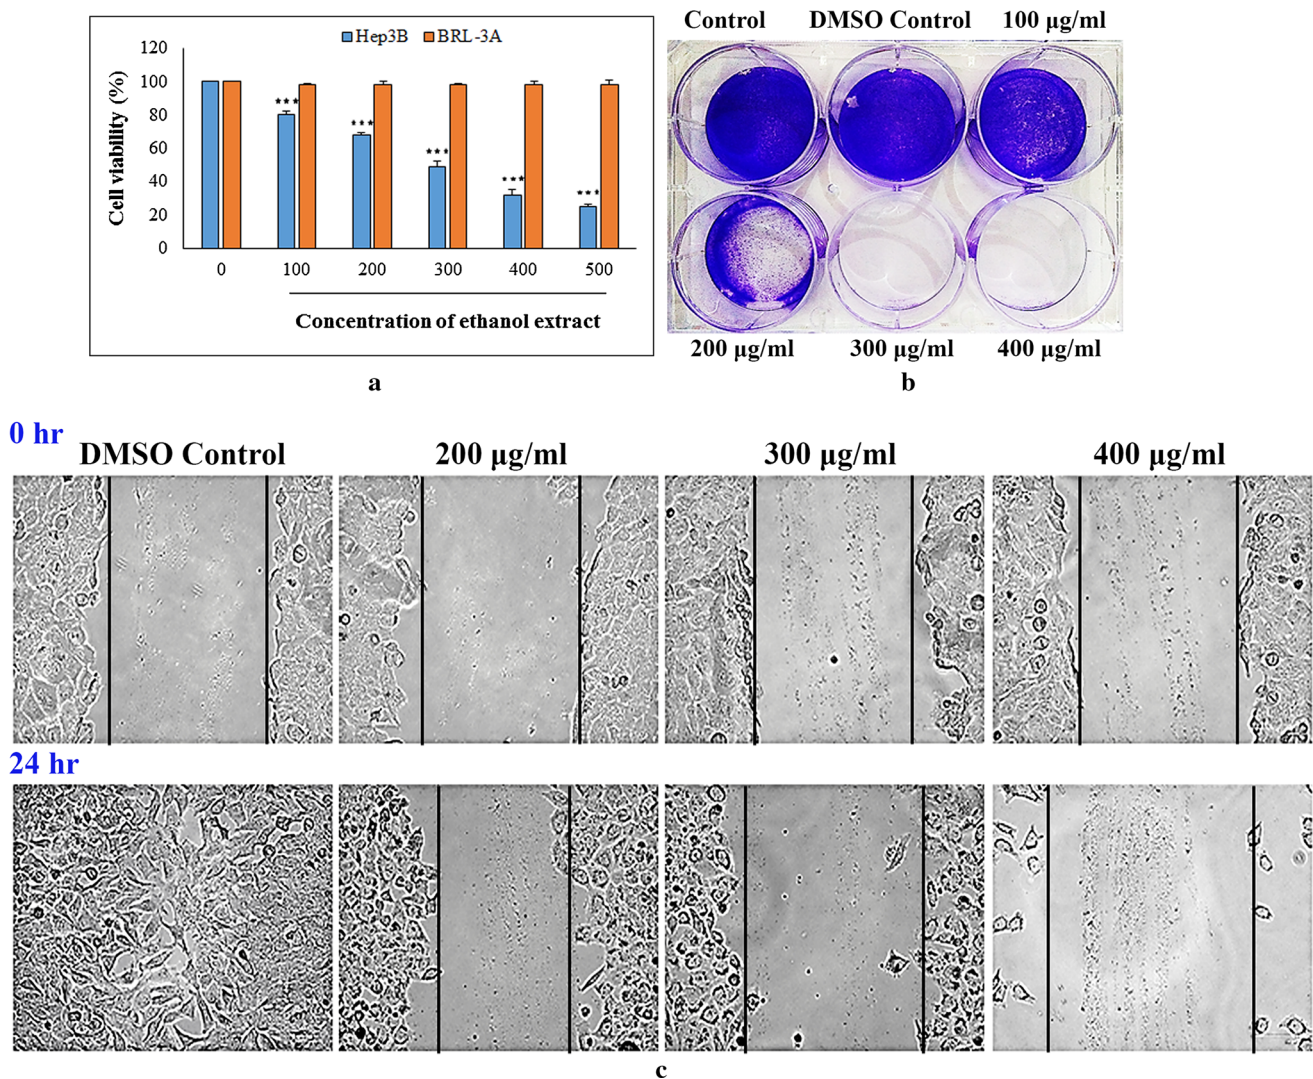 Hep3B BRL-3A
Cell viability (%)
120
100
80
60
40
20
0
***
***
***
***
***
0 100 200 300 400 500
Concentration of ethanol extract
a
Control DMSO Control 100 µg/ml
200 µg/ml 300 µg/ml 400 µg/ml
b
0 hr
DMSO Control 200 µg/ml 300 µg/ml 400 µg/ml
24 hr
c